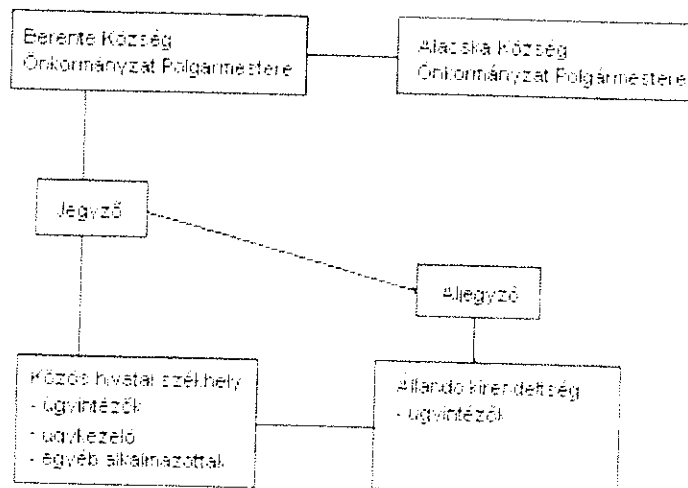 Berente Község
Önkormányzat Polgármestere
Alacska Község
Önkormányzat Polgármestere
Jegyző
Aljegyző
Közös hivatal székhely
- ügyintézők
- ügykezelő
- egyéb alkalmazottak
Állandó kirendeltség
- ügyintézők